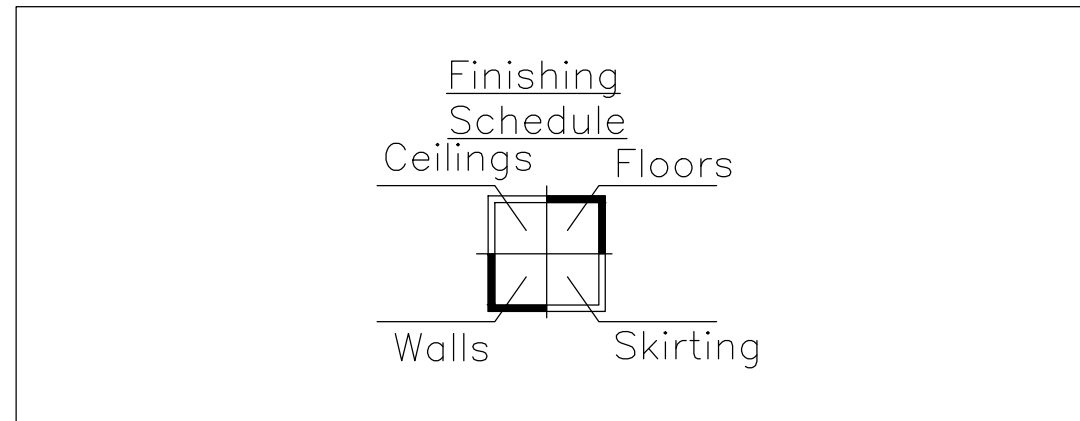 Finishing
Schedule
Ceilings
Floors
Walls
Skirting